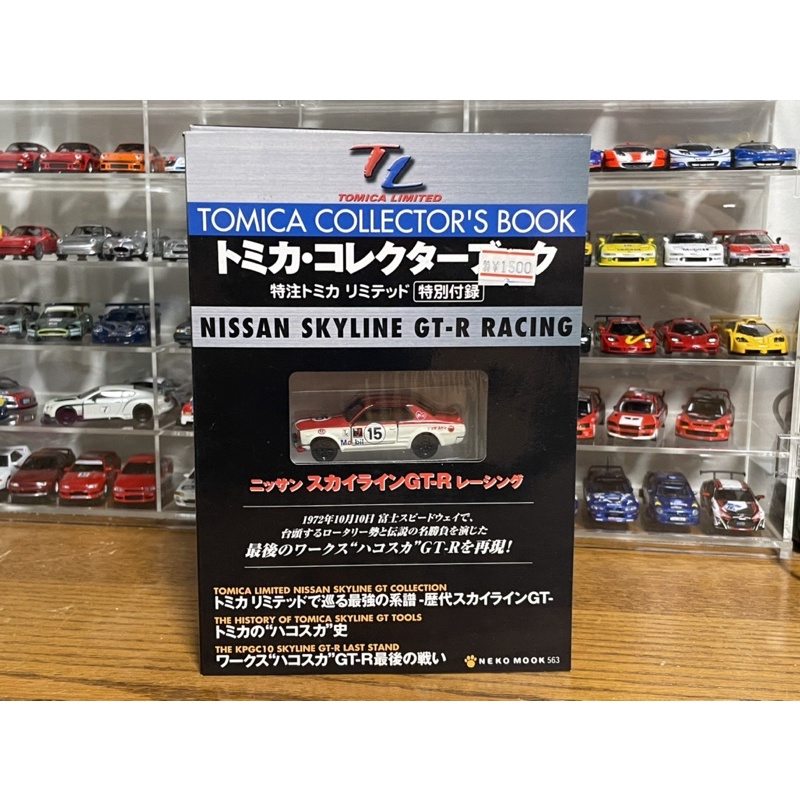 TL
TOMICA LIMITED
TOMICA COLLECTOR'S BOOK
トミカ・コレクターブック
¥1500
特注トミカ リミテッド 特別付録
NISSAN SKYLINE GT-R RACING
15
Mobil
ニッサン スカイラインGT-R レーシング
1972年10月10日 富士スピードウェイで、
台頭するロータリー勢と伝説の名勝負を演じた
最後のワークス“ハコスカ”GT-Rを再現!
TOMICA LIMITED NISSAN SKYLINE GT COLLECTION
トミカ リミテッドで巡る最強の系譜 -歴代スカイラインGT-
THE HISTORY OF TOMICA SKYLINE GT TOOLS
トミカの“ハコスカ”史
THE KPGC10 SKYLINE GT-R LAST STAND
ワークス“ハコスカ”GT-R最後の戦い
NEKO MOOK 563